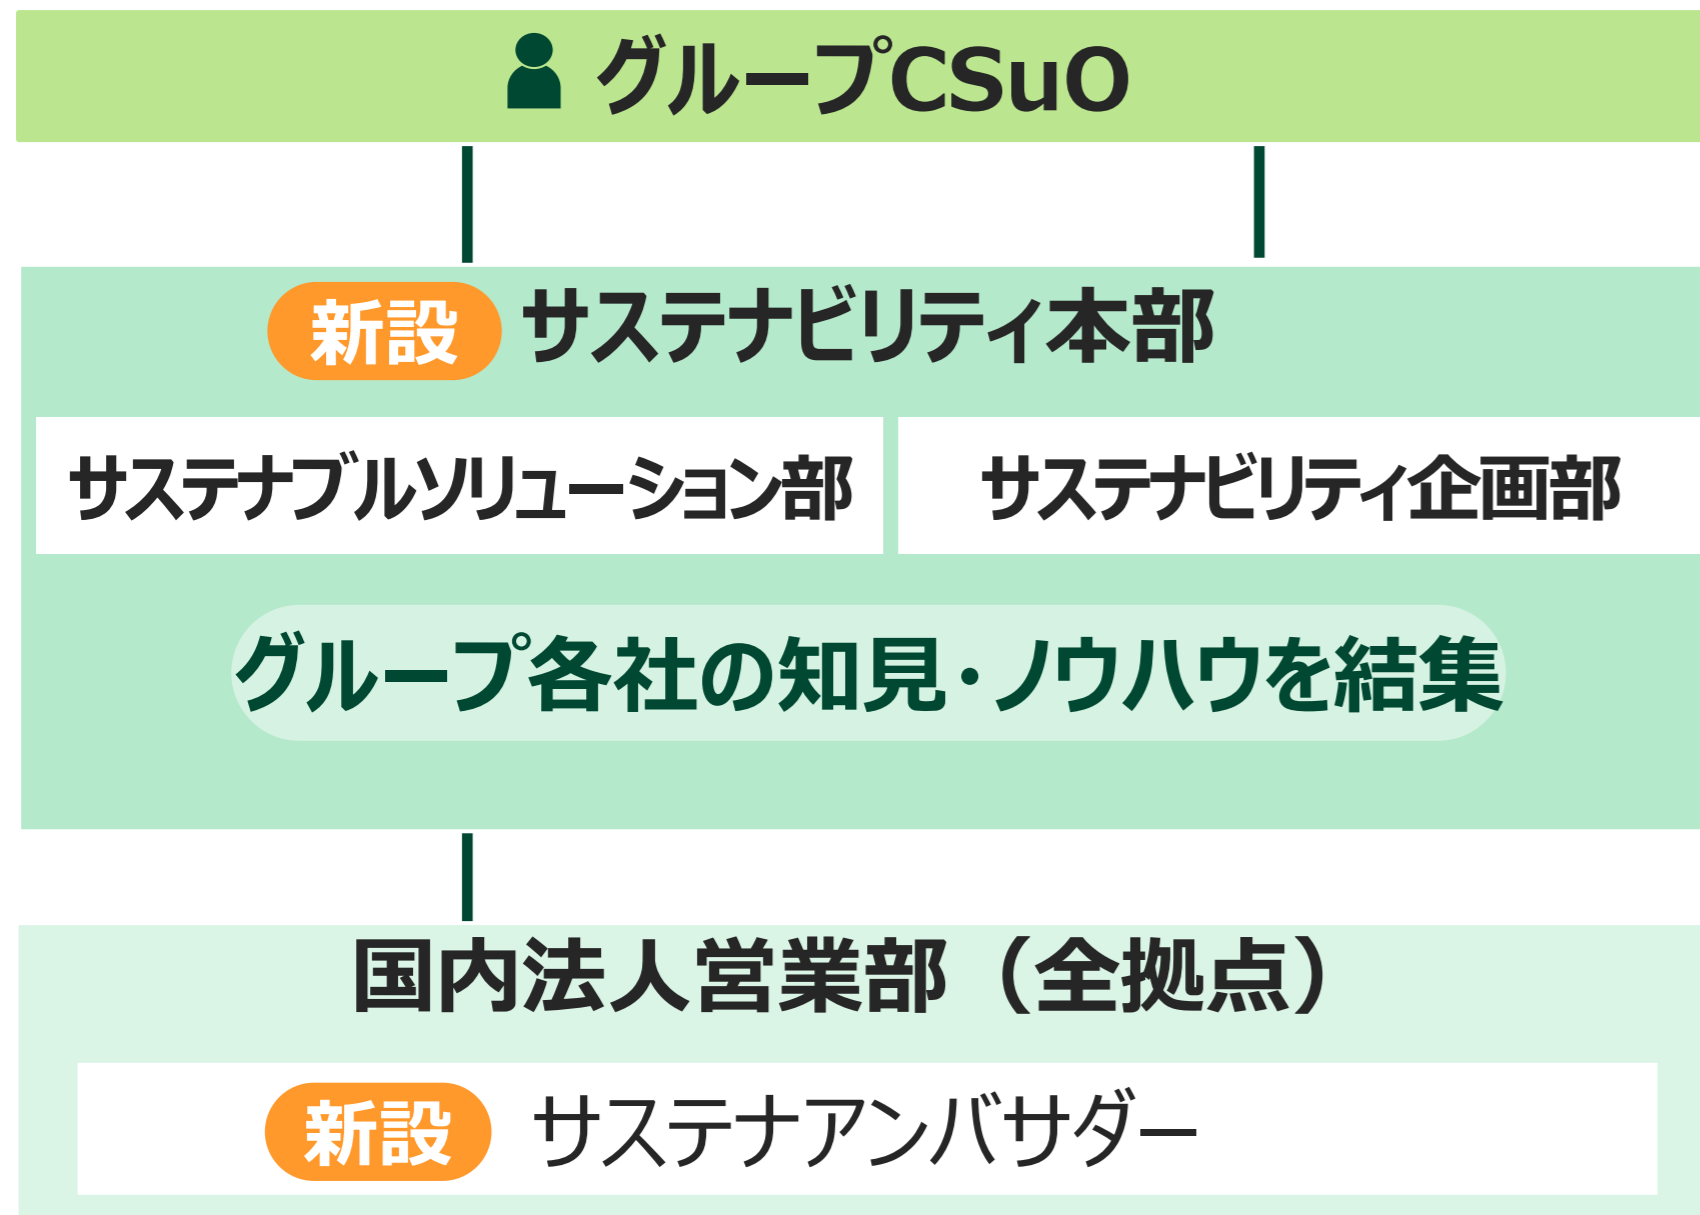 グループCSuO
新設 サステナビリティ本部
サステナブルソリューション部 サステナビリティ企画部
グループ各社の知見・ノウハウを結集
国内法人営業部（全拠点）
新設 サステナアンバサダー